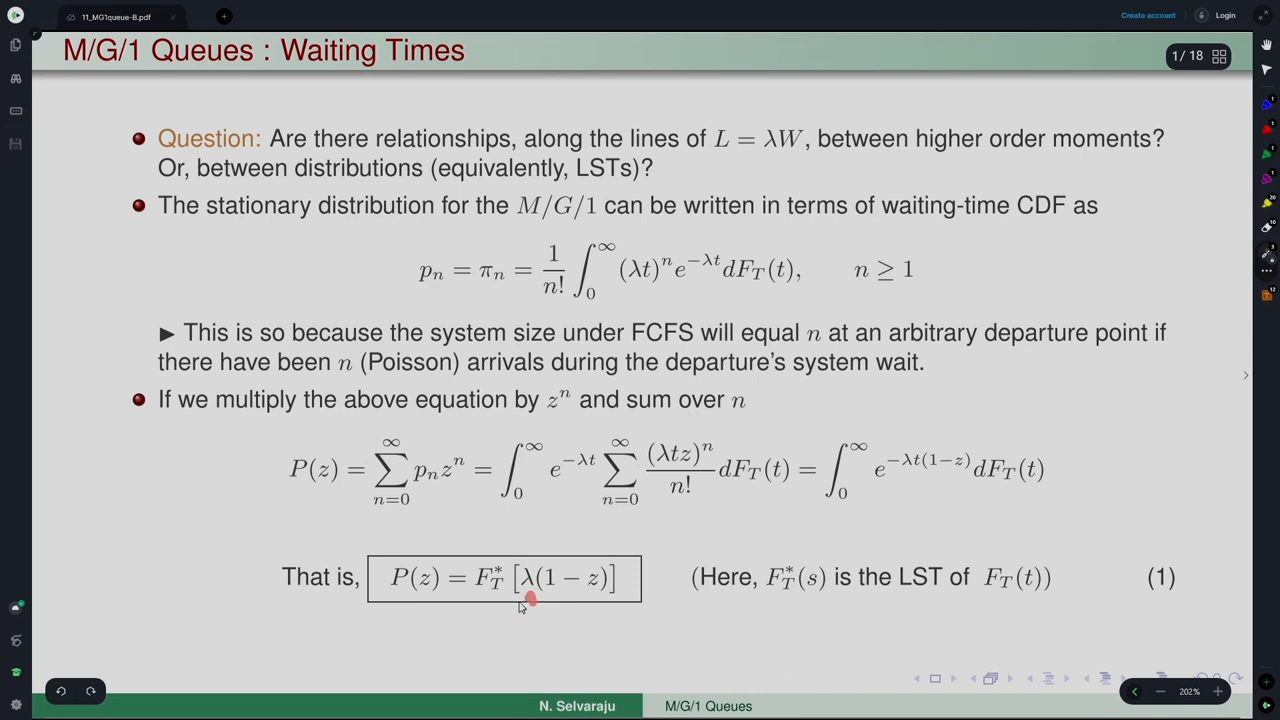 11_MG1queue-B.pdf
Create account
Login
M/G/1 Queues : Waiting Times
1 / 18
Question: Are there relationships, along the lines of L = λW, between higher order moments?
Or, between distributions (equivalently, LSTs)?
The stationary distribution for the M/G/1 can be written in terms of waiting-time CDF as
p_n = π_n = \frac{1}{n!} ∫_0^∞ (λt)^n e^{-λt} dF_T(t), n ≥ 1
▶ This is so because the system size under FCFS will equal n at an arbitrary departure point if
there have been n (Poisson) arrivals during the departure's system wait.
If we multiply the above equation by z^n and sum over n
P(z) = ∑_{n=0}^∞ p_n z^n = ∫_0^∞ e^{-λt} ∑_{n=0}^∞ \frac{(λtz)^n}{n!} dF_T(t) = ∫_0^∞ e^{-λt(1-z)} dF_T(t)
That is, P(z) = F_T^* [λ(1 − z)] (Here, F_T^*(s) is the LST of F_T(t)) (1)
N. Selvaraju M/G/1 Queues
202%